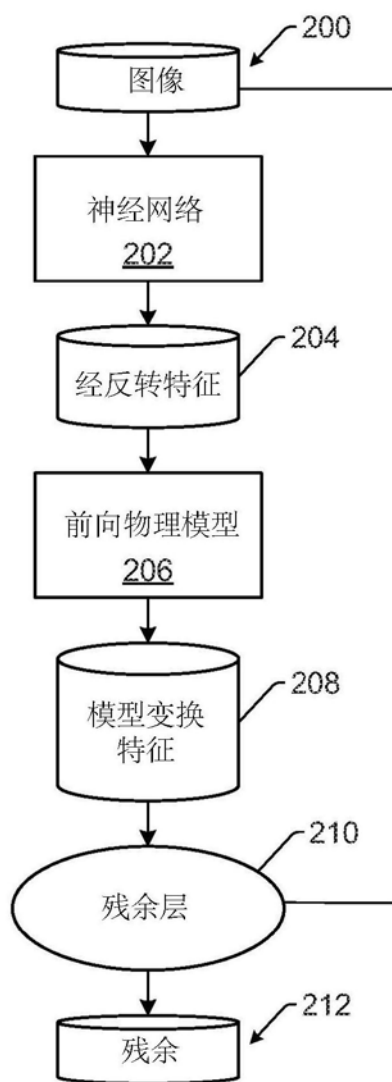 200
图像
神经网络
202
204
经反转特征
前向物理模型
206
208
模型变换
特征
210
残余层
212
残余